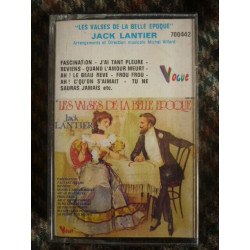 "LES VALSES DE LA BELLE EPOQUE"
JACK LANTIER
Arrangements et Direction musicale Michel Villard
700442
FASCINATION - J'AI TANT PLEURE -
REVIENS - QUAND L'AMOUR MEURT -
AH ! LE BEAU REVE - FROU FROU -
AH ! C'QU'ON S'AIMAIT - TU NE
SAURAS JAMAIS etc.
VOGUE
LES VALSES DE LA BELLE EPOQUE
Jack
LANTIER